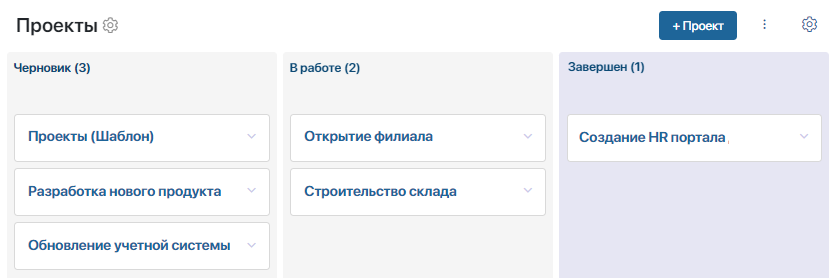 Проекты
+ Проект
Черновик (3)
Проекты (Шаблон)
Разработка нового продукта
Обновление учетной системы
В работе (2)
Открытие филиала
Строительство склада
Завершен (1)
Создание HR портала